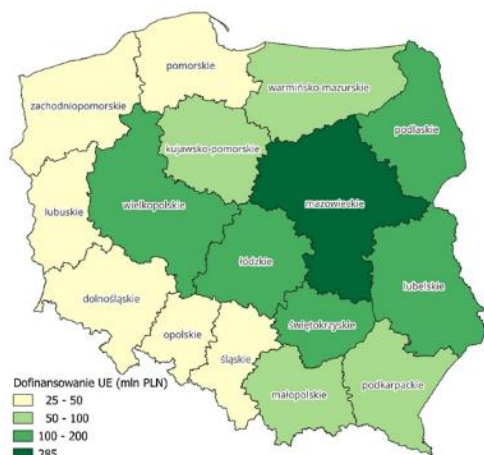 pomorskie
warmińsko-mazurskie
zachodniopomorskie
podlaskie
kujawsko-pomorskie
mazowieckie
lubuskie
wielkopolskie
łódzkie
lubelskie
dolnośląskie
świętokrzyskie
opolskie
śląskie
podkarpackie
małopolskie
Dofinansowanie UE (mln PLN)
25 - 50
50 - 100
100 - 200
285